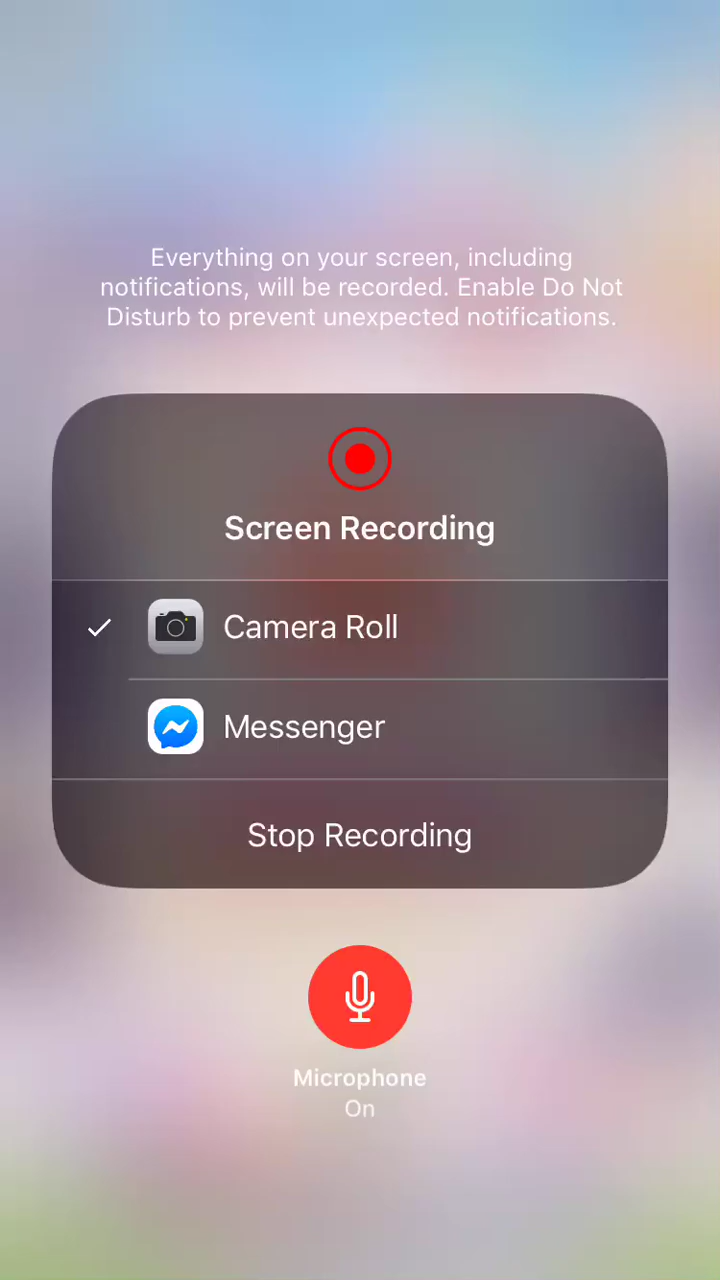 Everything on your screen, including
notifications, will be recorded. Enable Do Not
Disturb to prevent unexpected notifications.
Screen Recording
Camera Roll
Messenger
Stop Recording
Microphone
On